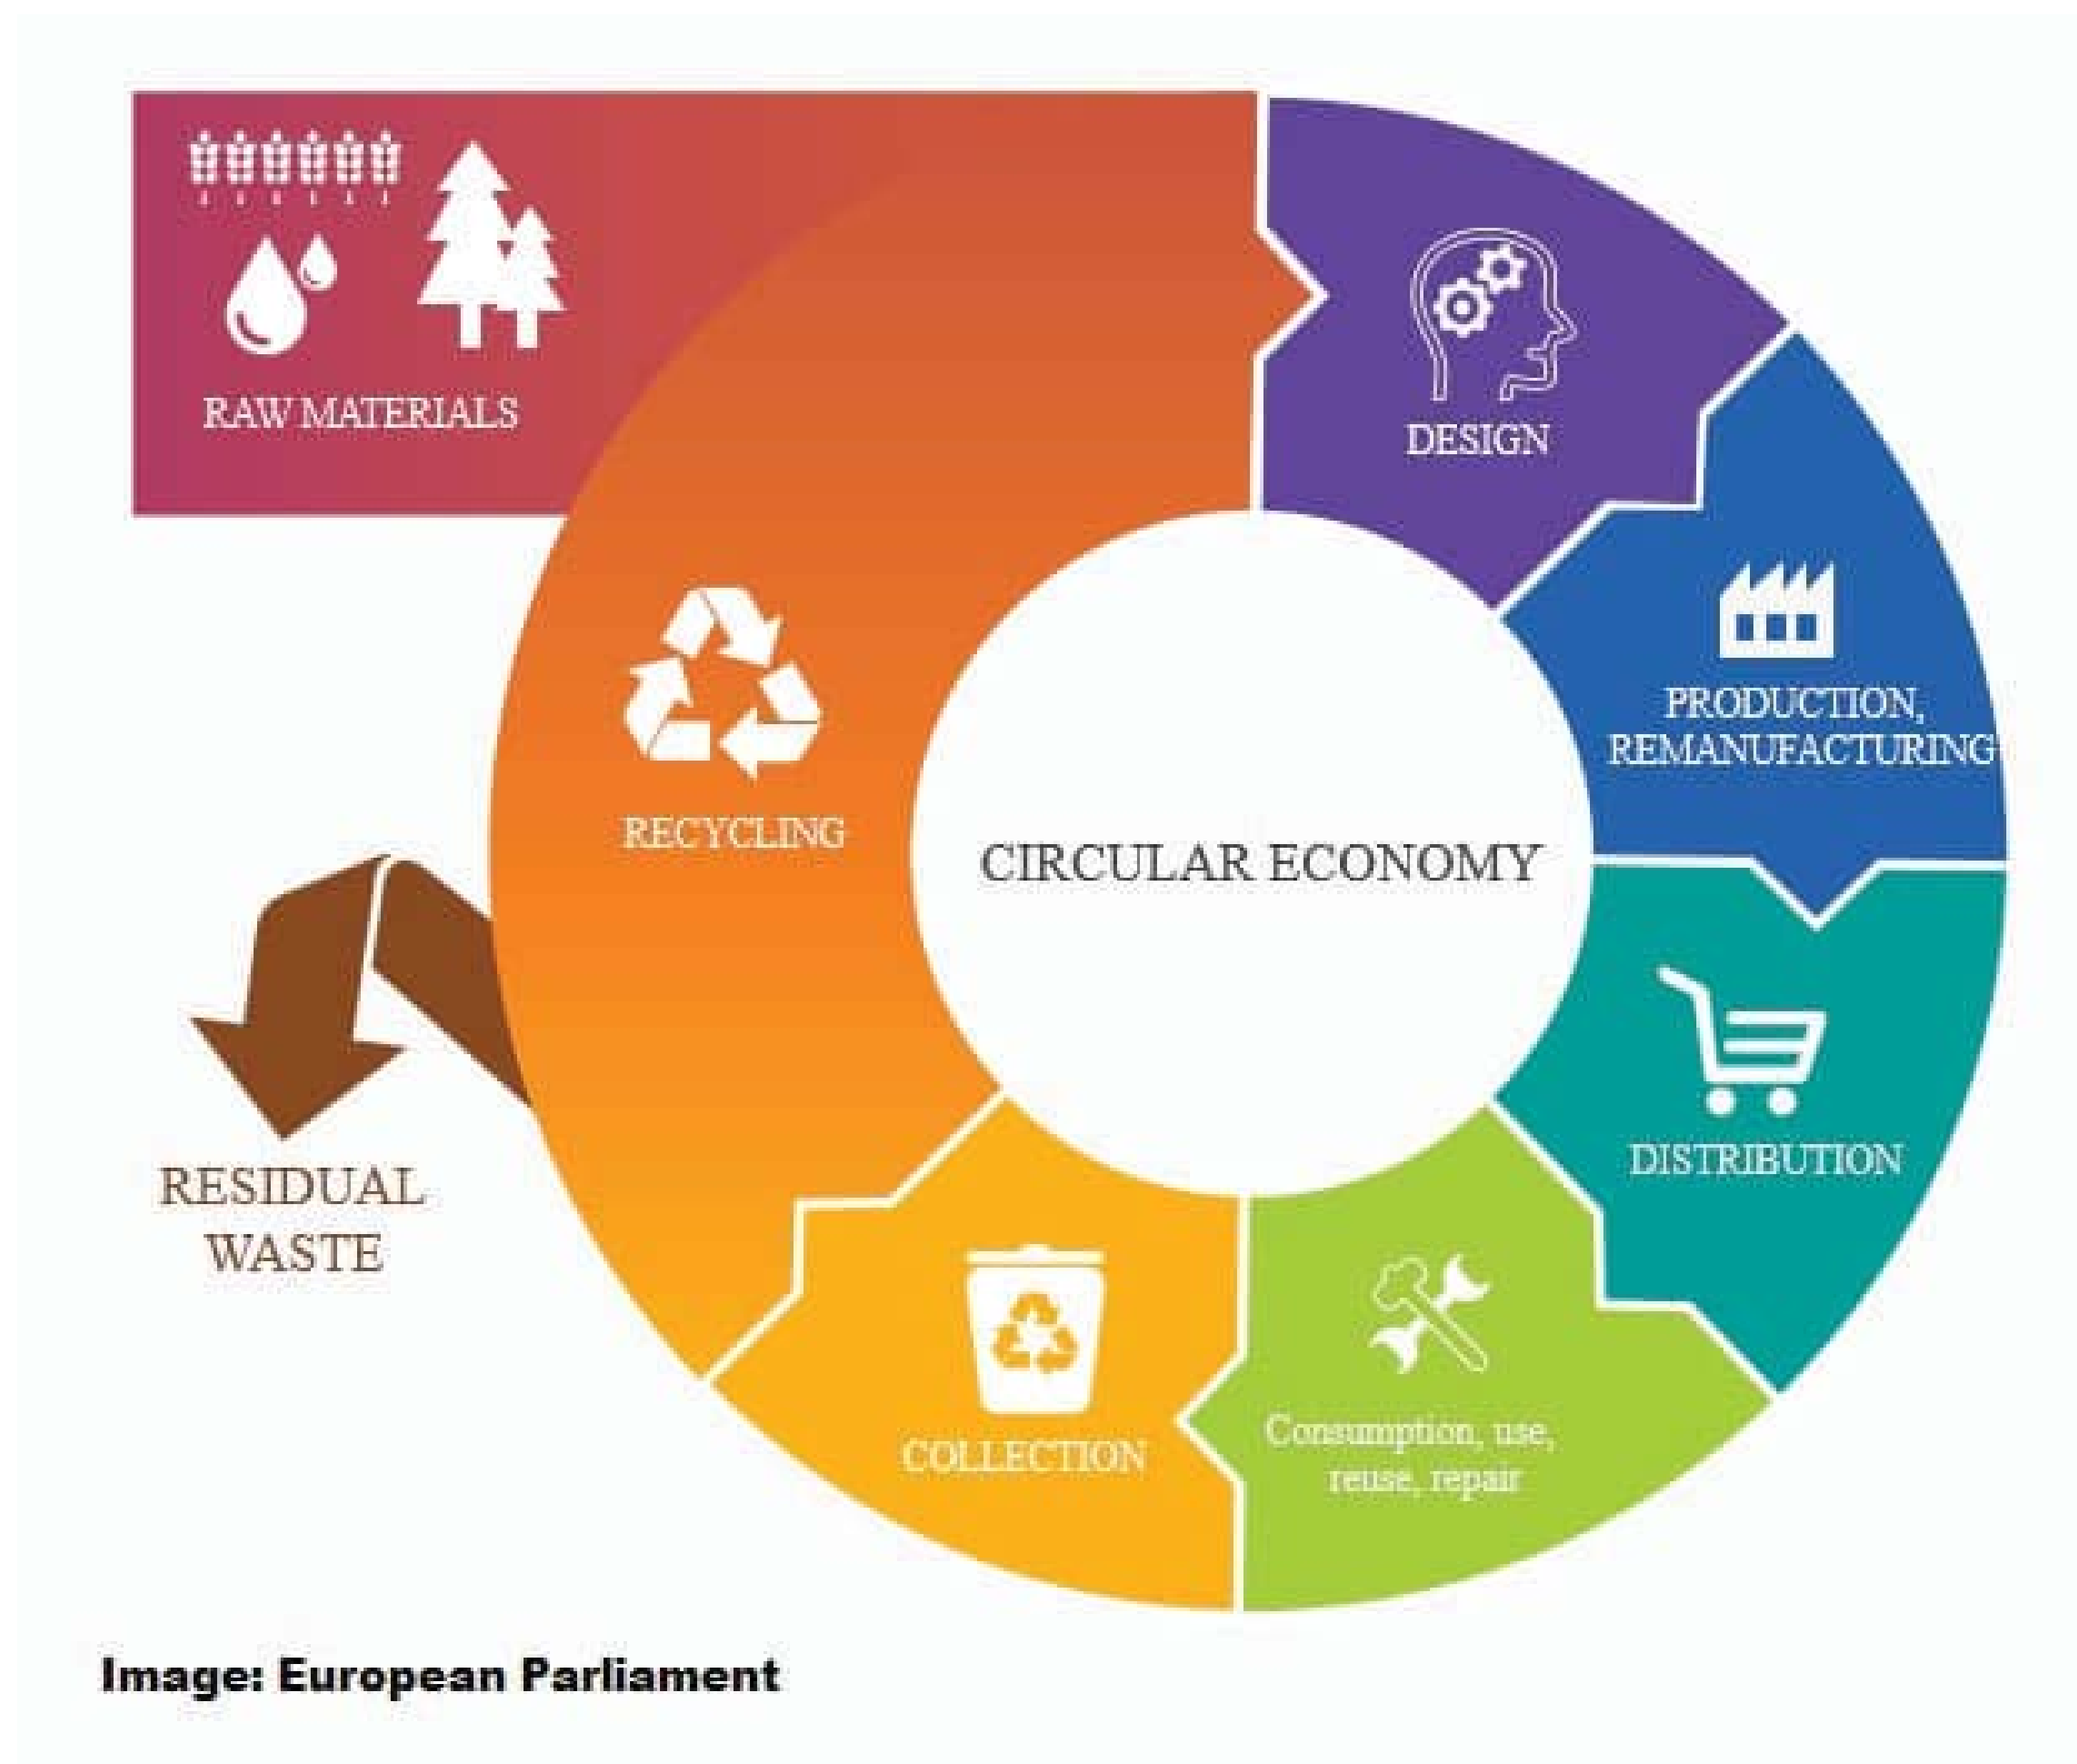 RAW MATERIALS
DESIGN
PRODUCTION,
REMANUFACTURING
RECYCLING
CIRCULAR ECONOMY
DISTRIBUTION
RESIDUAL
WASTE
COLLECTION
Consumption, use,
reuse, repair
Image: European Parliament